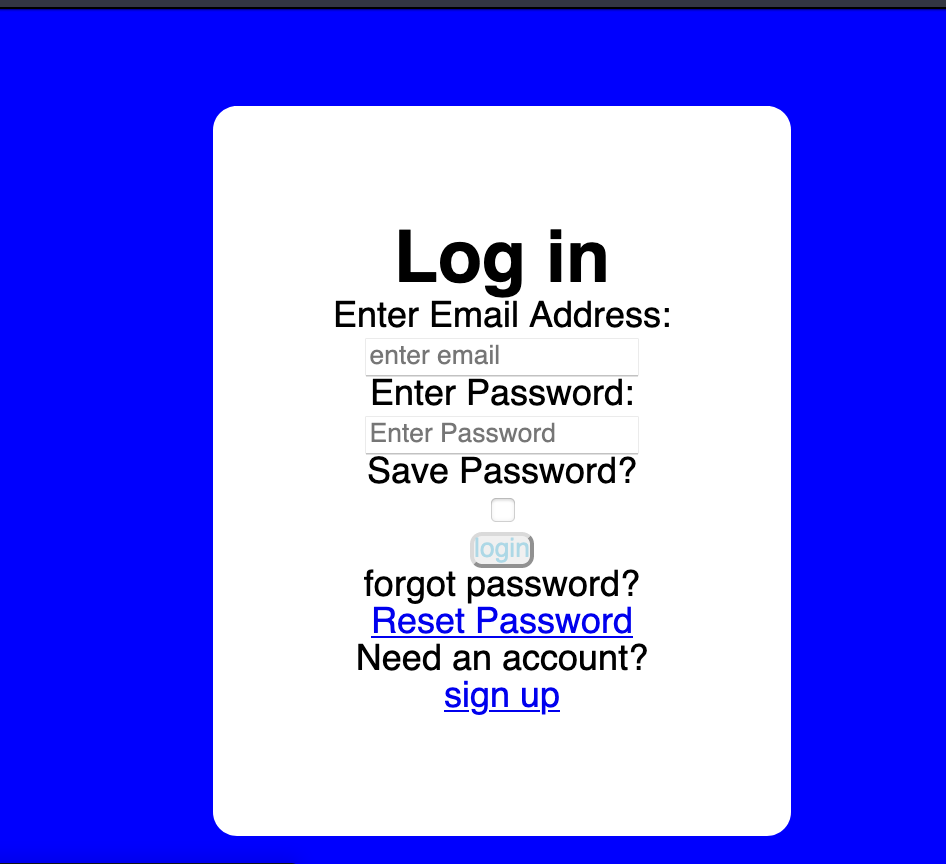 Log in
Enter Email Address:
enter email
Enter Password:
Enter Password
Save Password?
login
forgot password?
Reset Password
Need an account?
sign up